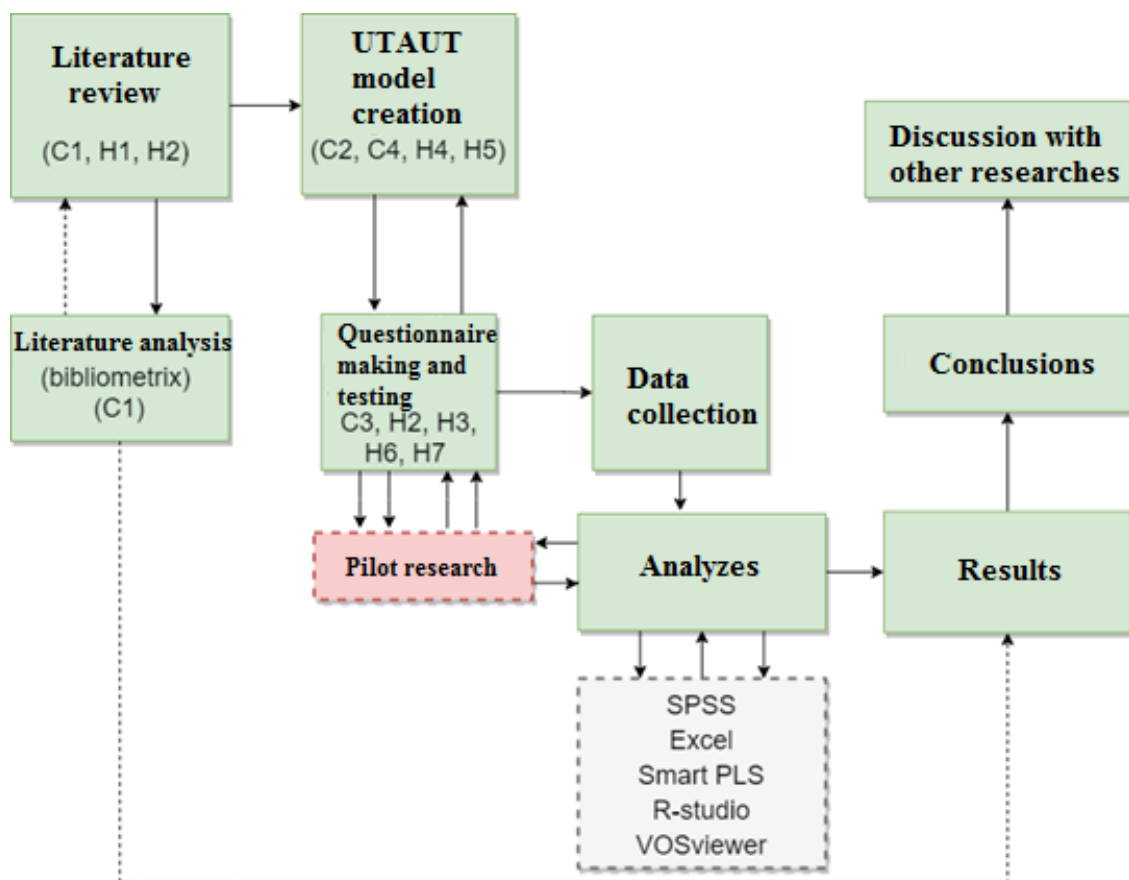 Literature
review
(C1, H1, H2)
UTAUT
model
creation
(C2, C4, H4, H5)
Discussion with
other researches
Literature analysis
(bibliometrix)
(C1)
Questionnaire
making and
testing
C3, H2, H3,
H6, H7
Data
collection
Conclusions
Pilot research
Analyzes
Results
SPSS
Excel
Smart PLS
R-studio
VOSviewer